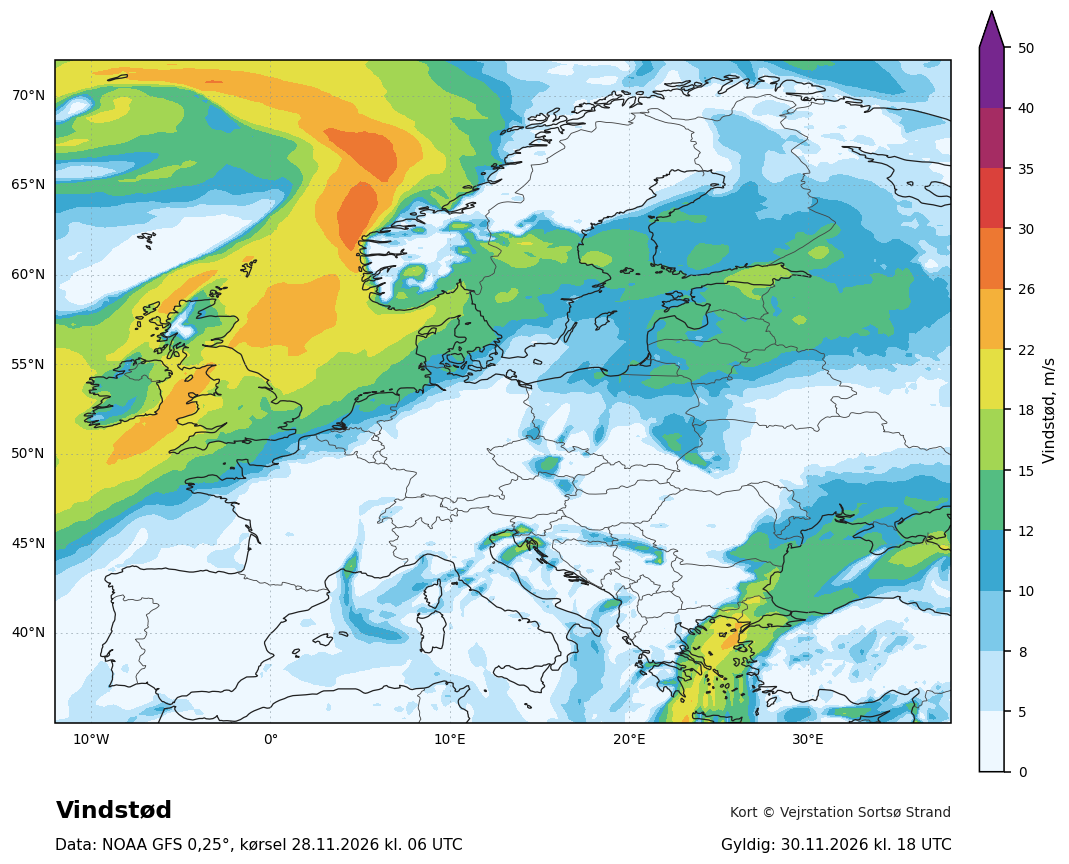 70°N
65°N
60°N
55°N
50°N
45°N
40°N
10°W
0°
10°E
20°E
30°E
50
40
35
30
26
22
18
15
12
10
8
5
0
Vindstød, m/s
Vindstød
Kort © Vejrstation Sortsø Strand
Data: NOAA GFS 0,25°, kørsel 28.11.2026 kl. 06 UTC
Gyldig: 30.11.2026 kl. 18 UTC